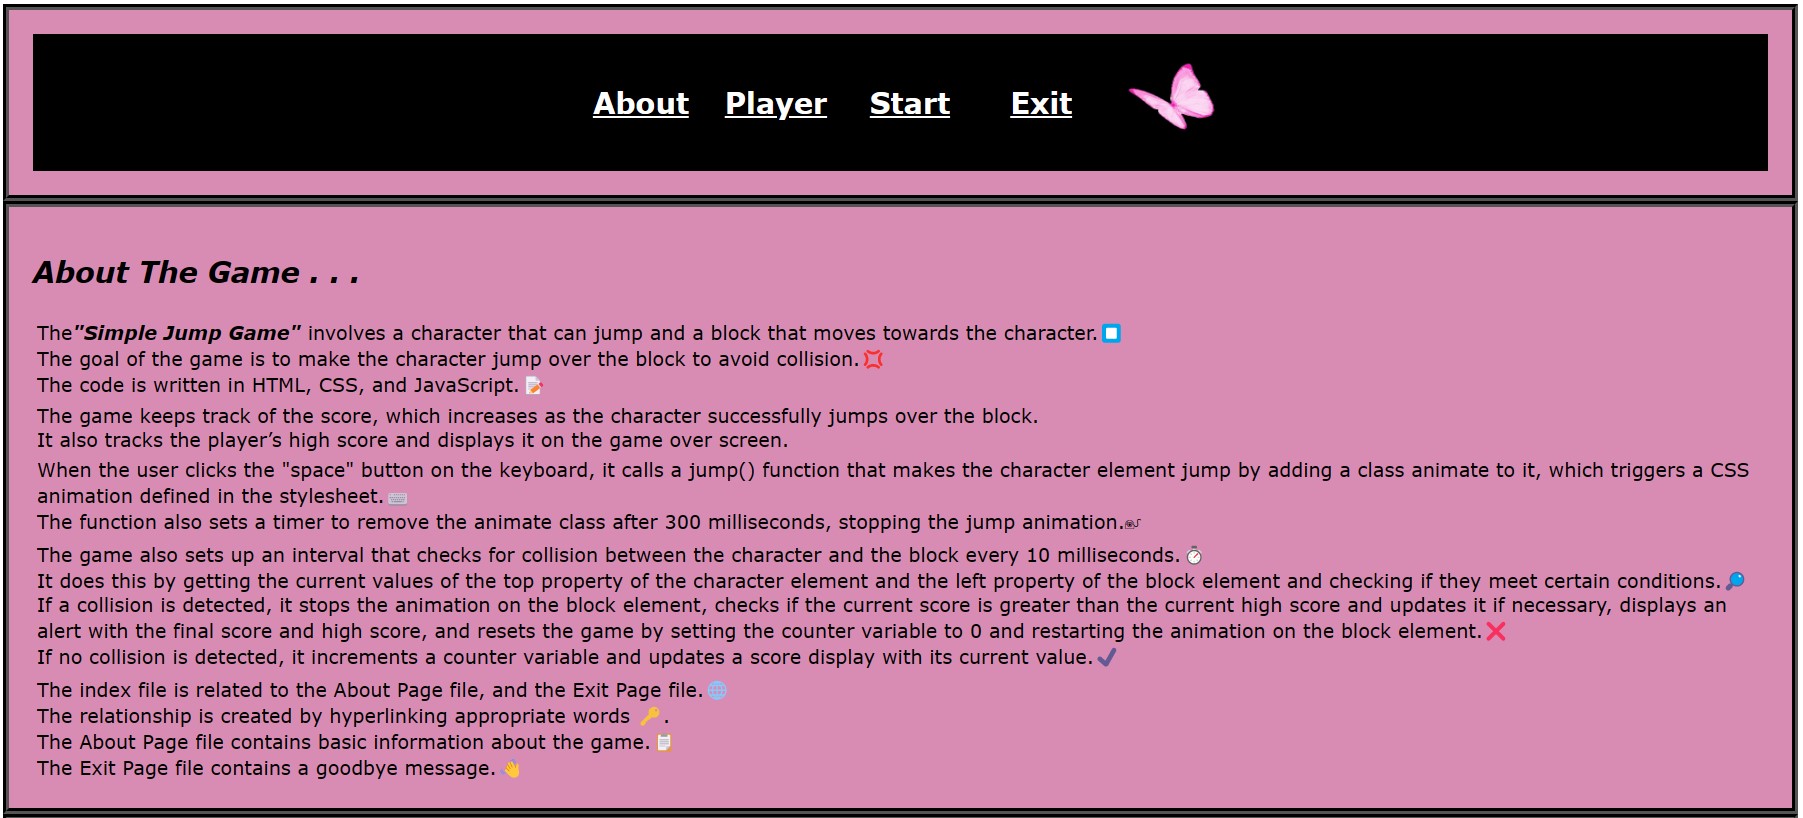 About Player Start Exit
About The Game . . .
The"Simple Jump Game" involves a character that can jump and a block that moves towards the character.
The goal of the game is to make the character jump over the block to avoid collision.
The code is written in HTML, CSS, and JavaScript.
The game keeps track of the score, which increases as the character successfully jumps over the block.
It also tracks the player’s high score and displays it on the game over screen.
When the user clicks the "space" button on the keyboard, it calls a jump() function that makes the character element jump by adding a class animate to it, which triggers a CSS
animation defined in the stylesheet.
The function also sets a timer to remove the animate class after 300 milliseconds, stopping the jump animation.
The game also sets up an interval that checks for collision between the character and the block every 10 milliseconds.
It does this by getting the current values of the top property of the character element and the left property of the block element and checking if they meet certain conditions.
If a collision is detected, it stops the animation on the block element, checks if the current score is greater than the current high score and updates it if necessary, displays an
alert with the final score and high score, and resets the game by setting the counter variable to 0 and restarting the animation on the block element.
If no collision is detected, it increments a counter variable and updates a score display with its current value.
The index file is related to the About Page file, and the Exit Page file.
The relationship is created by hyperlinking appropriate words .
The About Page file contains basic information about the game.
The Exit Page file contains a goodbye message.